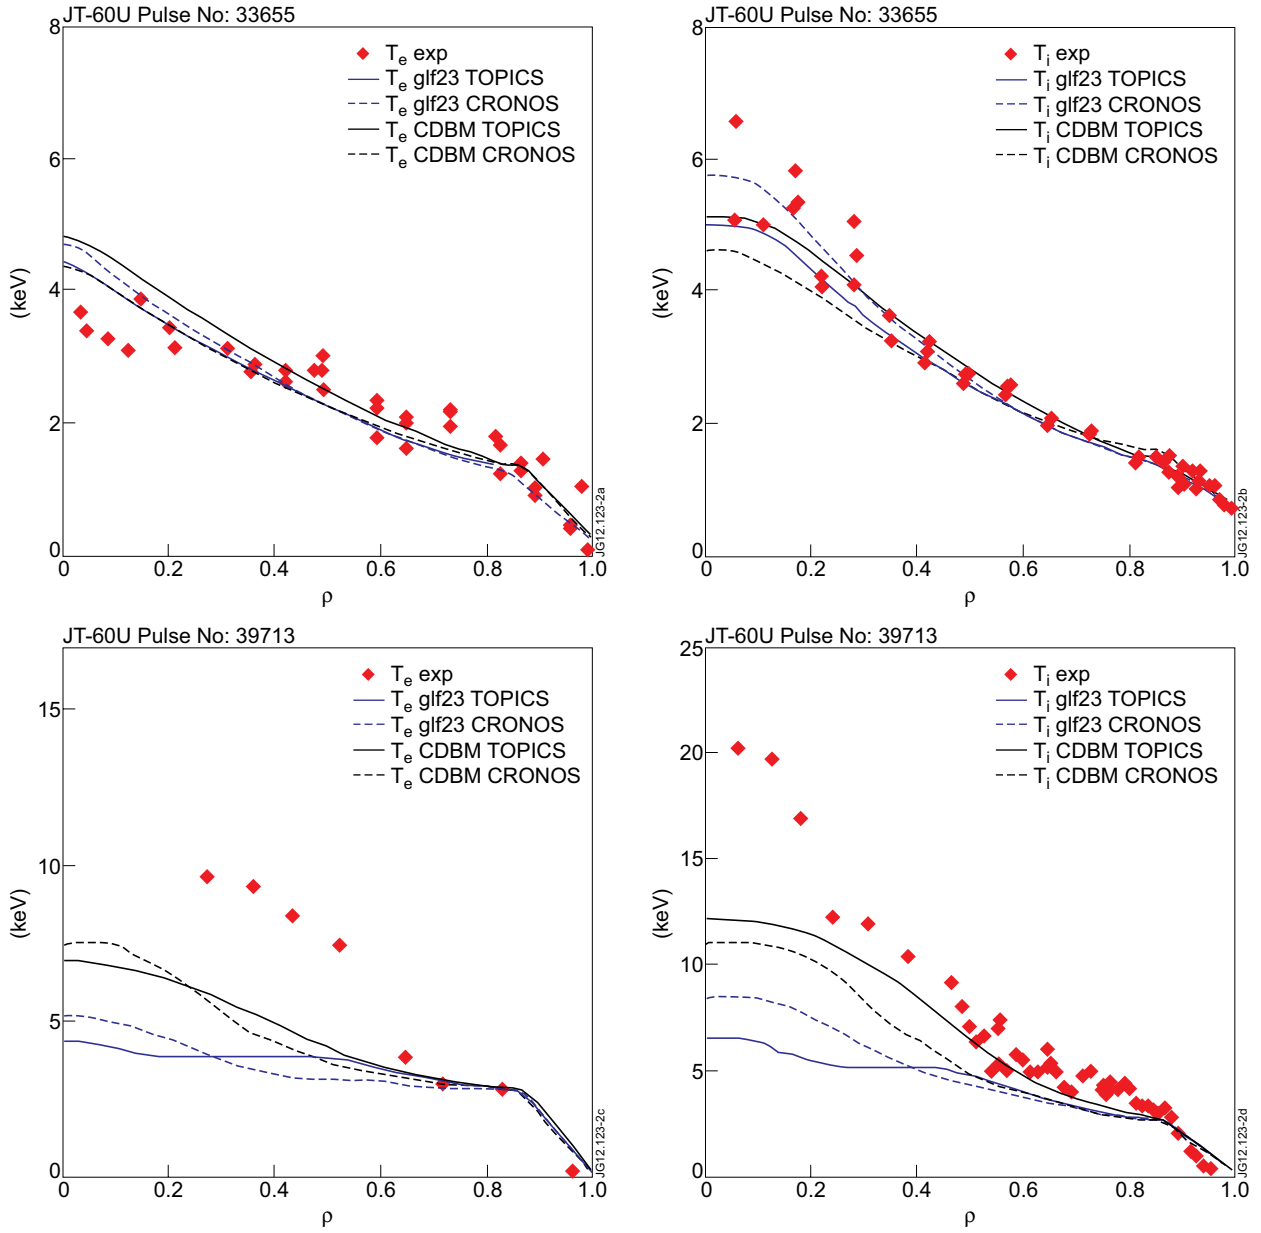 JT-60U Pulse No: 33655
8
6
4
2
0
(keV)
Te exp
Te glf23 TOPICS
Te glf23 CRONOS
Te CDBM TOPICS
Te CDBM CRONOS
0 0.2 0.4 0.6 0.8 1.0
ρ
JG12.123-2a
JT-60U Pulse No: 33655
8
6
4
2
0
(keV)
Ti exp
Ti glf23 TOPICS
Ti glf23 CRONOS
Ti CDBM TOPICS
Ti CDBM CRONOS
0 0.2 0.4 0.6 0.8 1.0
ρ
JG12.123-2b
JT-60U Pulse No: 39713
15
10
5
0
(keV)
Te exp
Te glf23 TOPICS
Te glf23 CRONOS
Te CDBM TOPICS
Te CDBM CRONOS
0 0.2 0.4 0.6 0.8 1.0
ρ
JG12.123-2c
JT-60U Pulse No: 39713
25
20
15
10
5
0
(keV)
Ti exp
Ti glf23 TOPICS
Ti glf23 CRONOS
Ti CDBM TOPICS
Ti CDBM CRONOS
0 0.2 0.4 0.6 0.8 1.0
ρ
JG12.123-2d